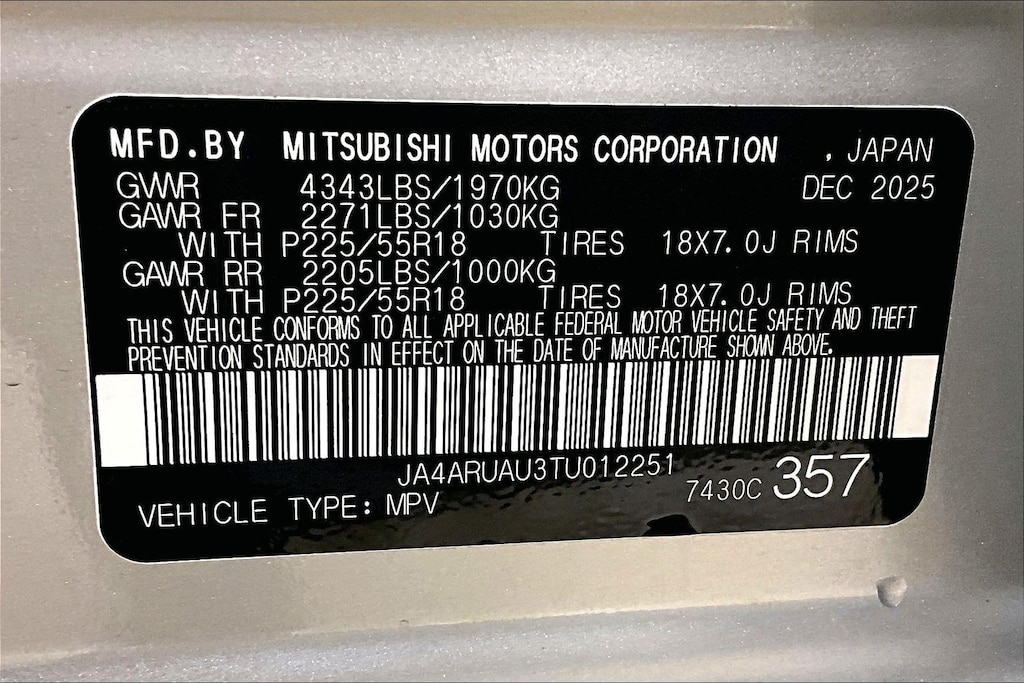 MFD.BY MITSUBISHI MOTORS CORPORATION , JAPAN
GVWR 4343LBS/1970KG DEC 2025
GAWR FR 2271LBS/1030KG
WITH P225/55R18 TIRES 18X7.0J RIMS
GAWR RR 2205LBS/1000KG
WITH P225/55R18 TIRES 18X7.0J RIMS
THIS VEHICLE CONFORMS TO ALL APPLICABLE FEDERAL MOTOR VEHICLE SAFETY AND THEFT
PREVENTION STANDARDS IN EFFECT ON THE DATE OF MANUFACTURE SHOWN ABOVE.
JA4ARUAU3TU012251
VEHICLE TYPE: MPV 7430C 357